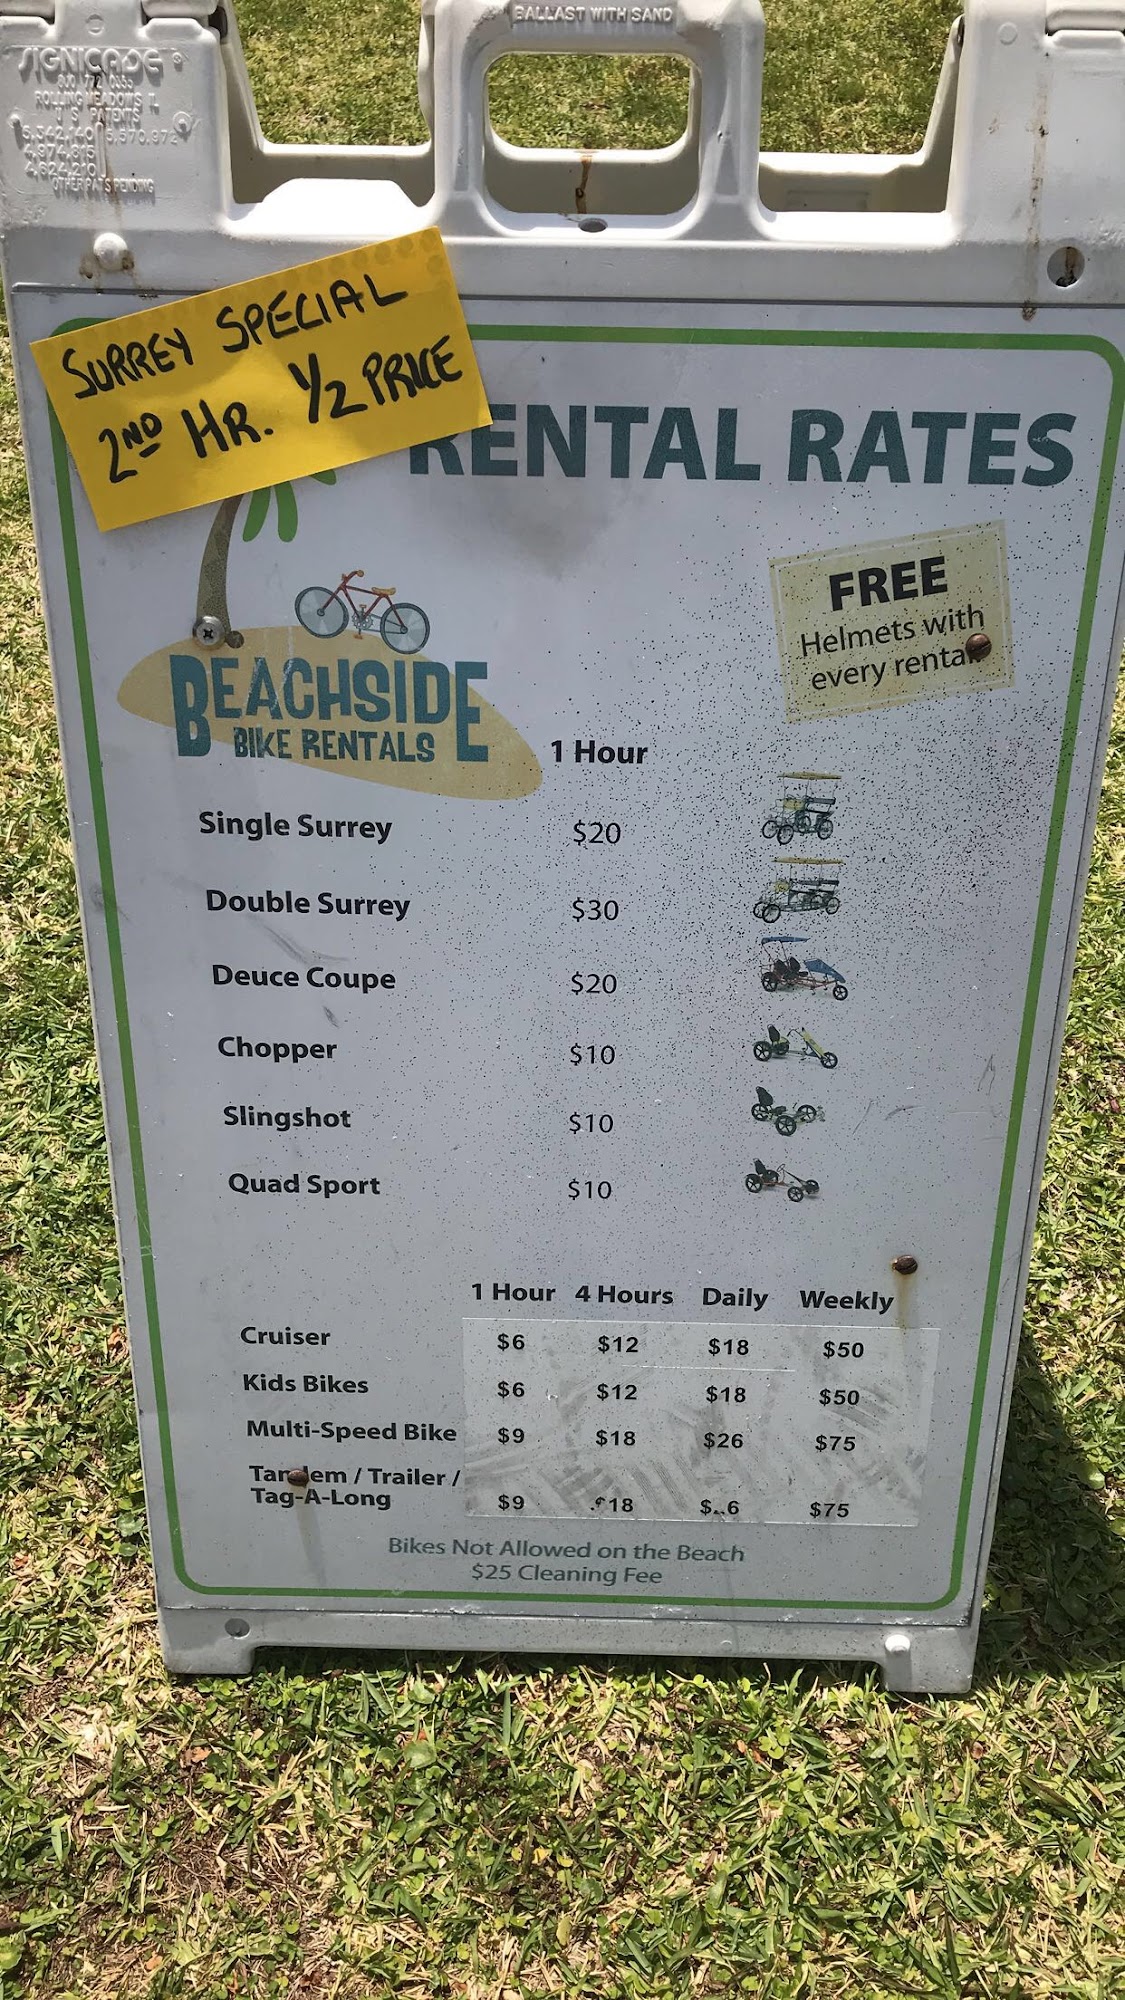 BALLAST WITH SAND
SIGNICADE
ROLLING MEADOWS IL
U S PATENTS
OTHER PATS PENDING
SURREY SPECIAL
2ND HR. 1/2 PRICE
RENTAL RATES
FREE
Helmets with
every rental
BEACHSIDE
BIKE RENTALS
1 Hour
Single Surrey $20
Double Surrey $30
Deuce Coupe $20
Chopper $10
Slingshot $10
Quad Sport $10
1 Hour 4 Hours Daily Weekly
Cruiser $6 $12 $18 $50
Kids Bikes $6 $12 $18 $50
Multi-Speed Bike $9 $18 $26 $75
Tandem / Trailer /
Tag-A-Long $9 $18 $75
Bikes Not Allowed on the Beach
$25 Cleaning Fee